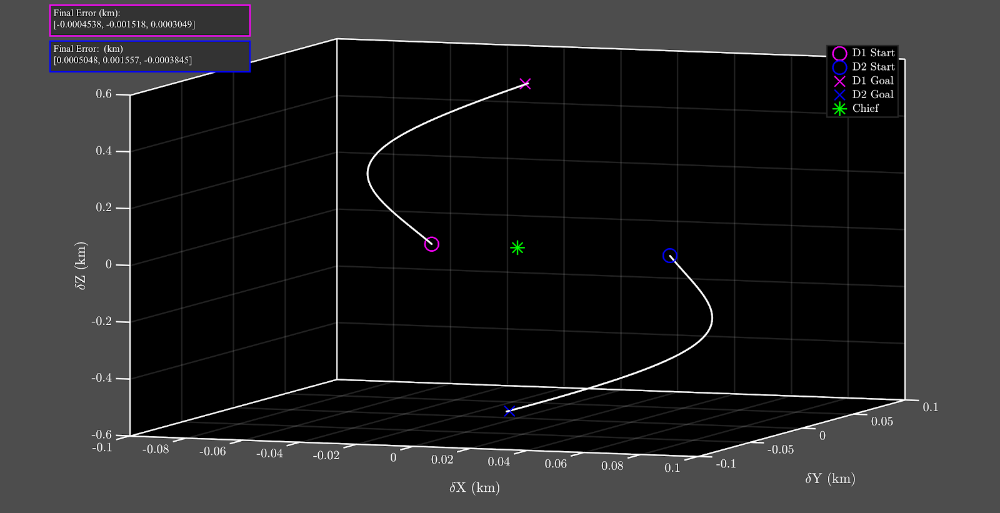 Final Error (km):
[-0.0004538, -0.001518, 0.0003049]
Final Error:  (km)
[0.0005048, 0.001557, -0.0003845]
D1 Start
D2 Start
D1 Goal
D2 Goal
Chief
0.6
0.4
0.2
0
-0.2
-0.4
-0.6
δZ (km)
-0.1
-0.08
-0.06
-0.04
-0.02
0
0.02
0.04
0.06
0.08
0.1
δX (km)
-0.1
-0.05
0
0.05
0.1
δY (km)